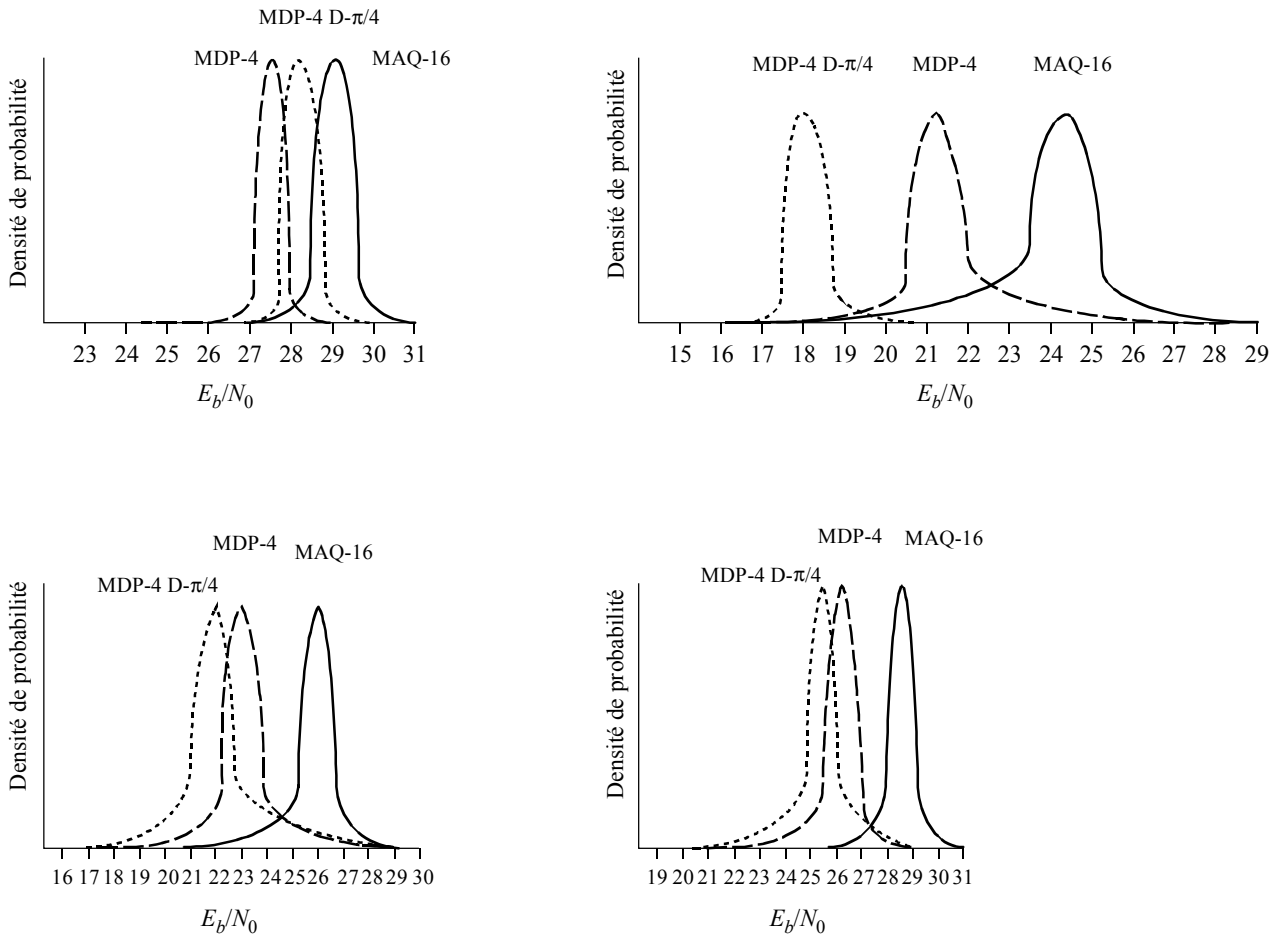 MDP-4 D-π/4
MDP-4
MAQ-16
Densité de probabilité
23 24 25 26 27 28 29 30 31
E_b/N_0
MDP-4 D-π/4
MDP-4
MAQ-16
Densité de probabilité
15 16 17 18 19 20 21 22 23 24 25 26 27 28 29
E_b/N_0
MDP-4
MAQ-16
MDP-4 D-π/4
Densité de probabilité
16 17 18 19 20 21 22 23 24 25 26 27 28 29 30
E_b/N_0
MDP-4
MAQ-16
MDP-4 D-π/4
Densité de probabilité
19 20 21 22 23 24 25 26 27 28 29 30 31
E_b/N_0